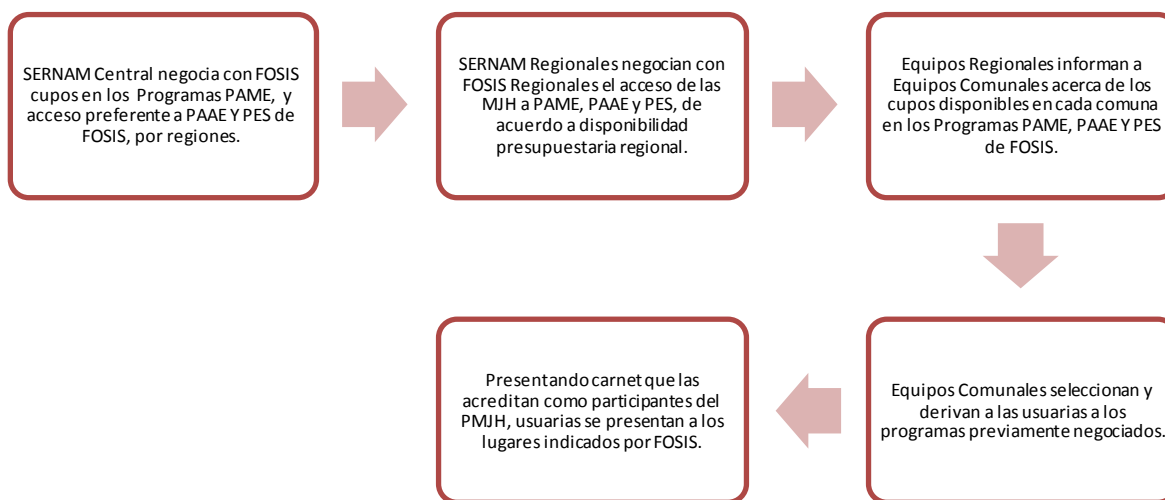 SERNAM Central negocia con FOSIS
cupos en los Programas PAME, y
acceso preferente a PAAE Y PES de
FOSIS, por regiones.
SERNAM Regionales negocian con
FOSIS Regionales el acceso de las
MJH a PAME, PAAE y PES, de
acuerdo a disponibilidad
presupuestaria regional.
Equipos Regionales informan a
Equipos Comunales acerca de los
cupos disponibles en cada comuna
en los Programas PAME, PAAE Y PES
de FOSIS.
Equipos Comunales seleccionan y
derivan a las usuarias a los
programas previamente negociados.
Presentando carnet que las
acreditan como participantes del
PMJH, usuarias se presentan a los
lugares indicados por FOSIS.